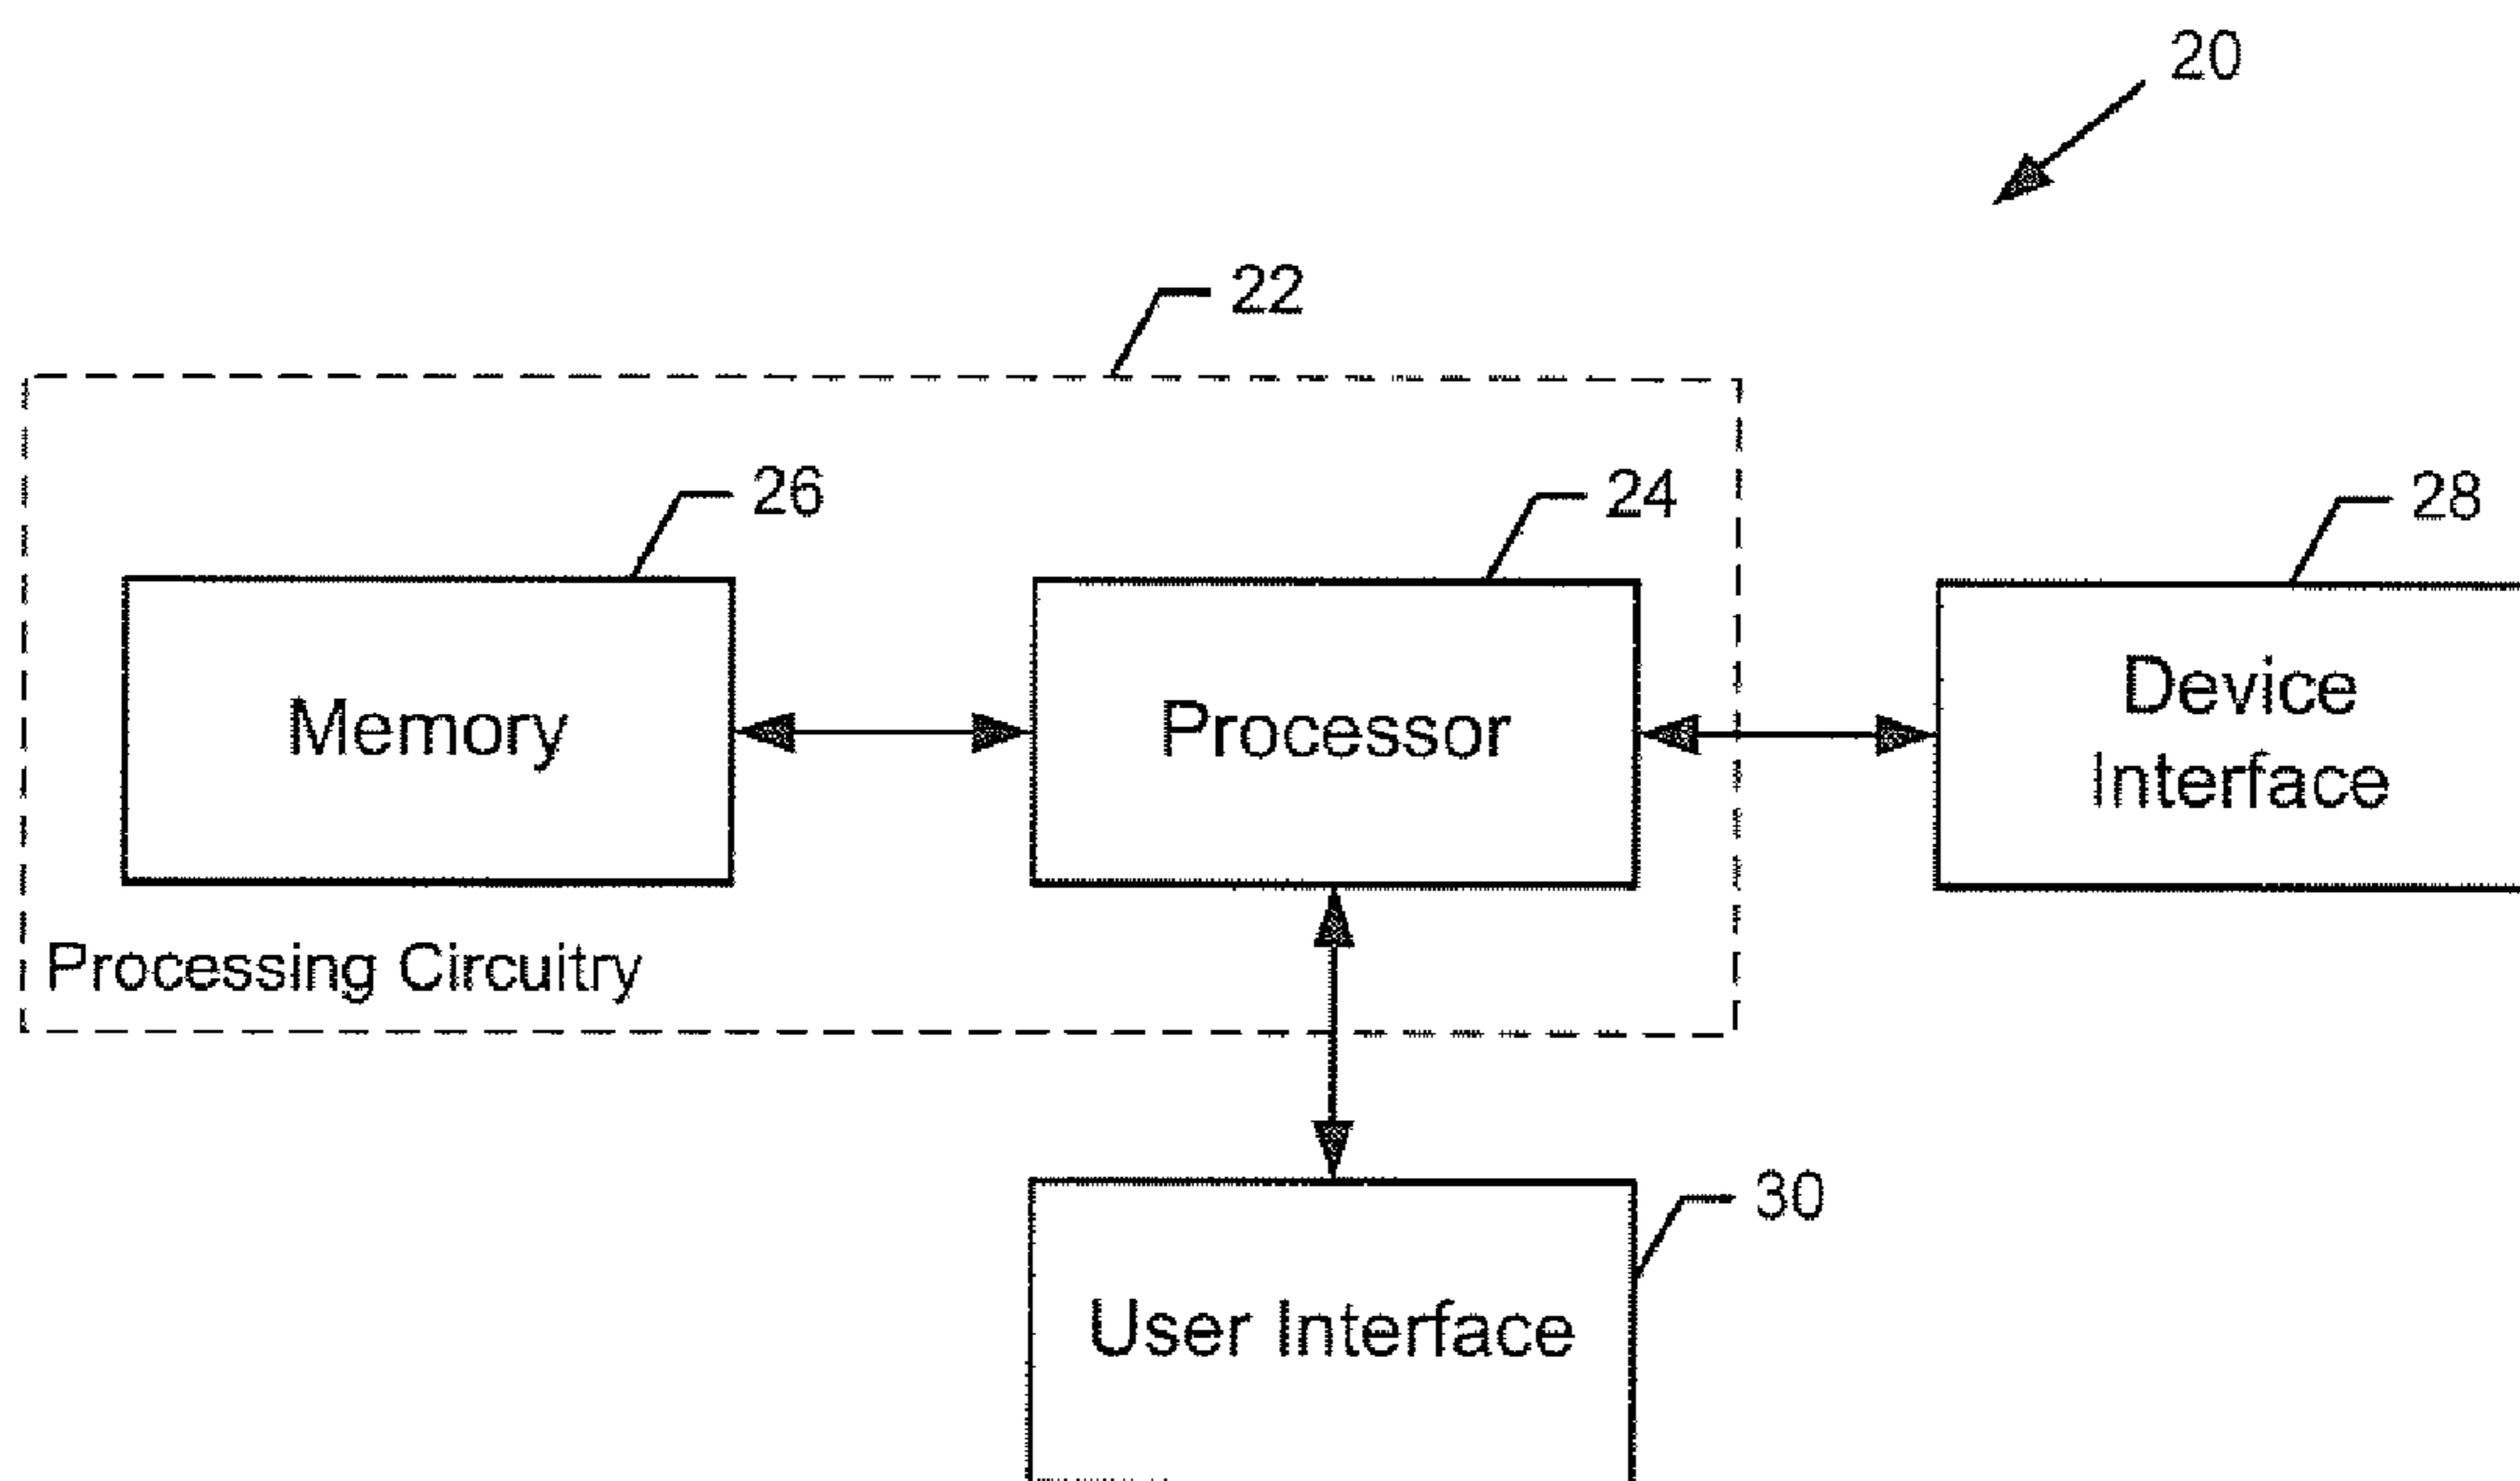 20
22
26
24
28
Memory
Processor
Device
Interface
Processing Circuitry
30
User Interface